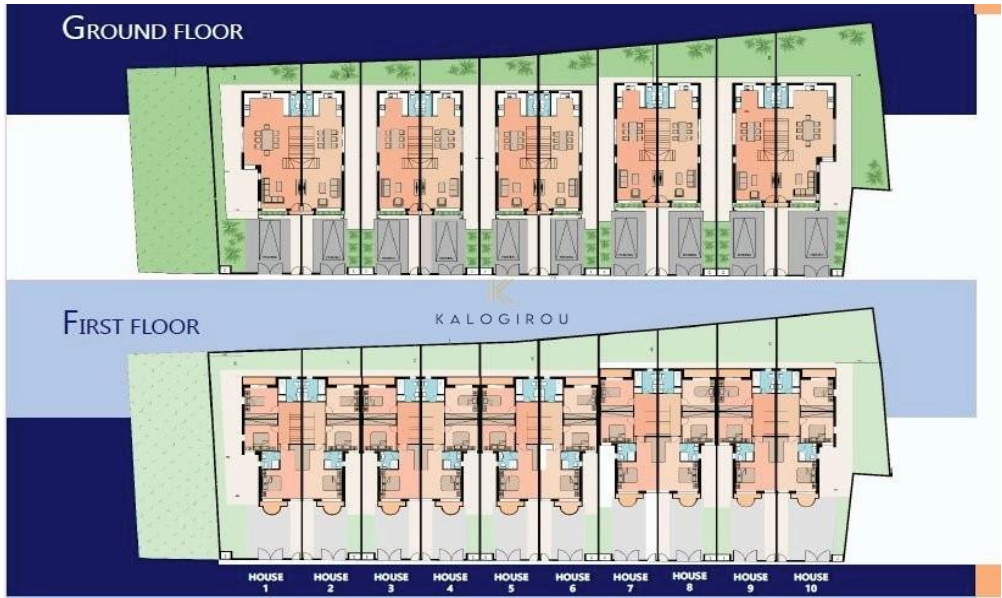 GROUND FLOOR
KALOGIROU
FIRST FLOOR
HOUSE 1
HOUSE 2
HOUSE 3
HOUSE 4
HOUSE 5
HOUSE 6
HOUSE 7
HOUSE 8
HOUSE 9
HOUSE 10